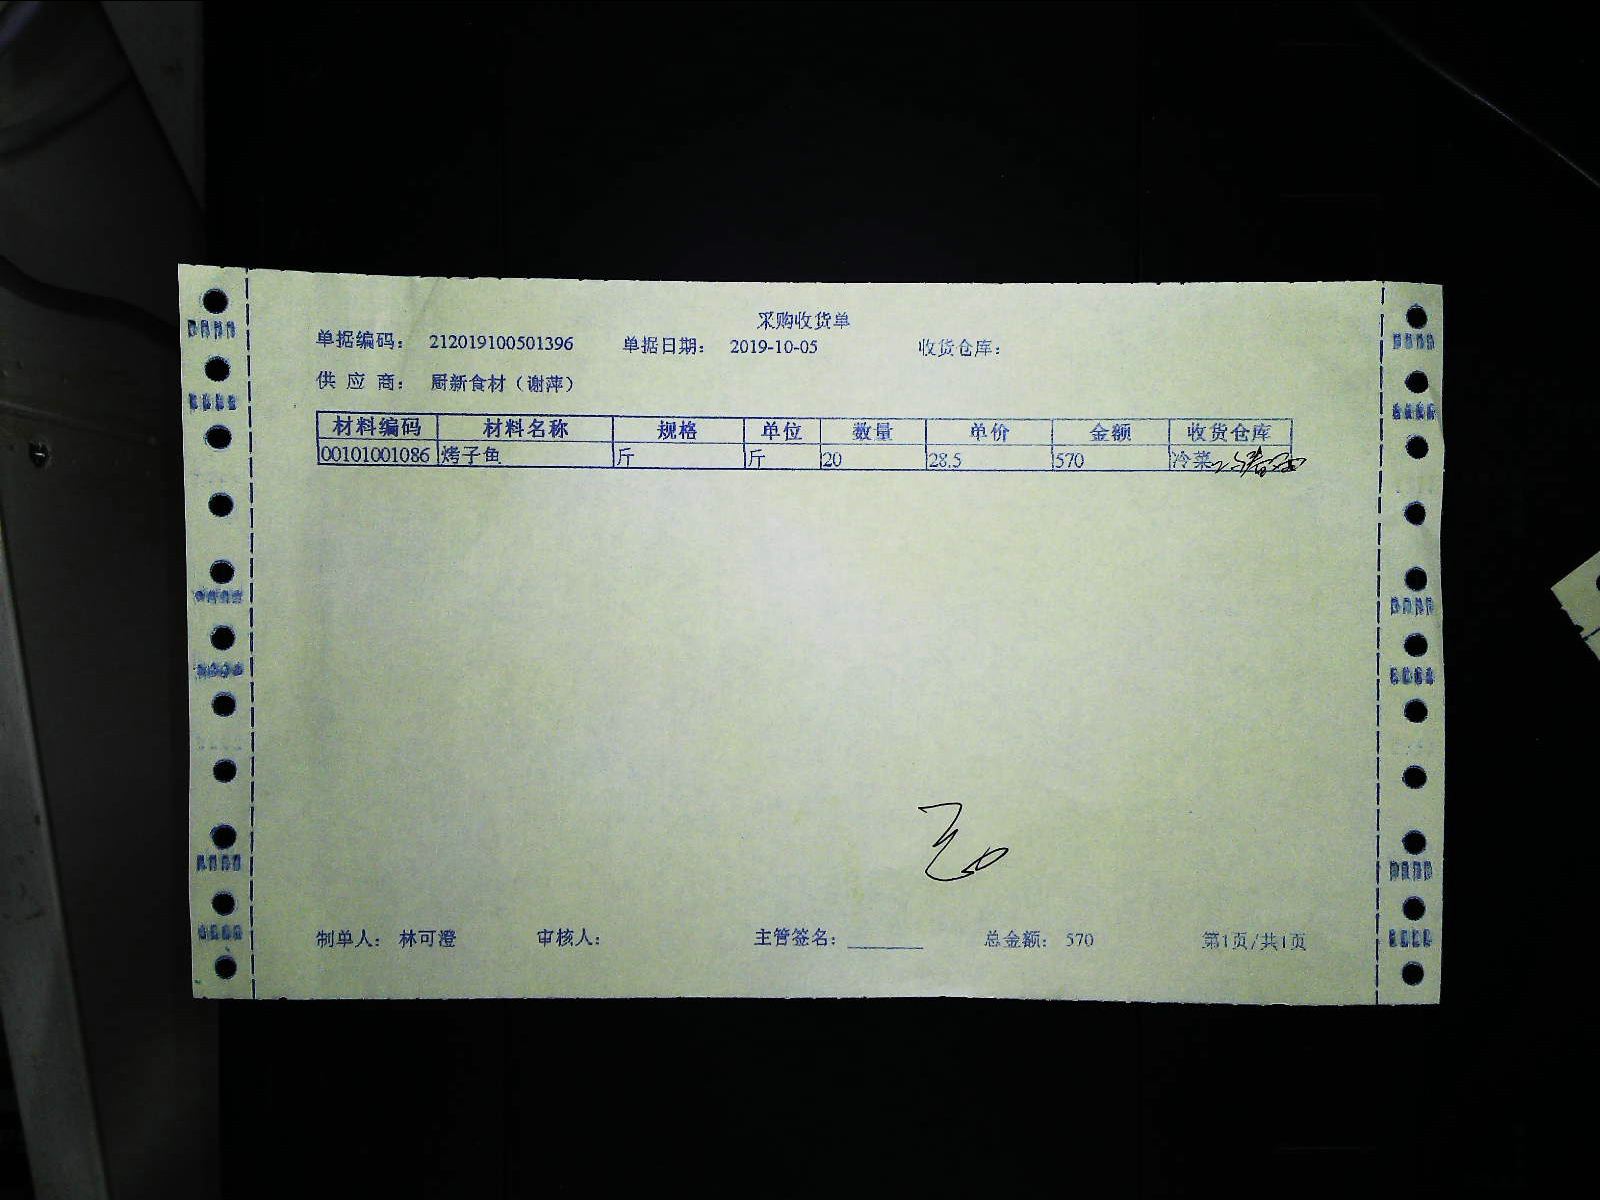 采购收货单
单据编码： 212019100501396 单据日期： 2019-10-05 收货仓库：
供 应 商： 厨新食材（谢萍）
材料编码 材料名称 规格 单位 数量 单价 金额 收货仓库
00101001086 烤子鱼 斤 斤 20 28.5 570 冷菜
制单人： 林可澄 审核人： 主管签名： 总金额： 570 第1页/共1页